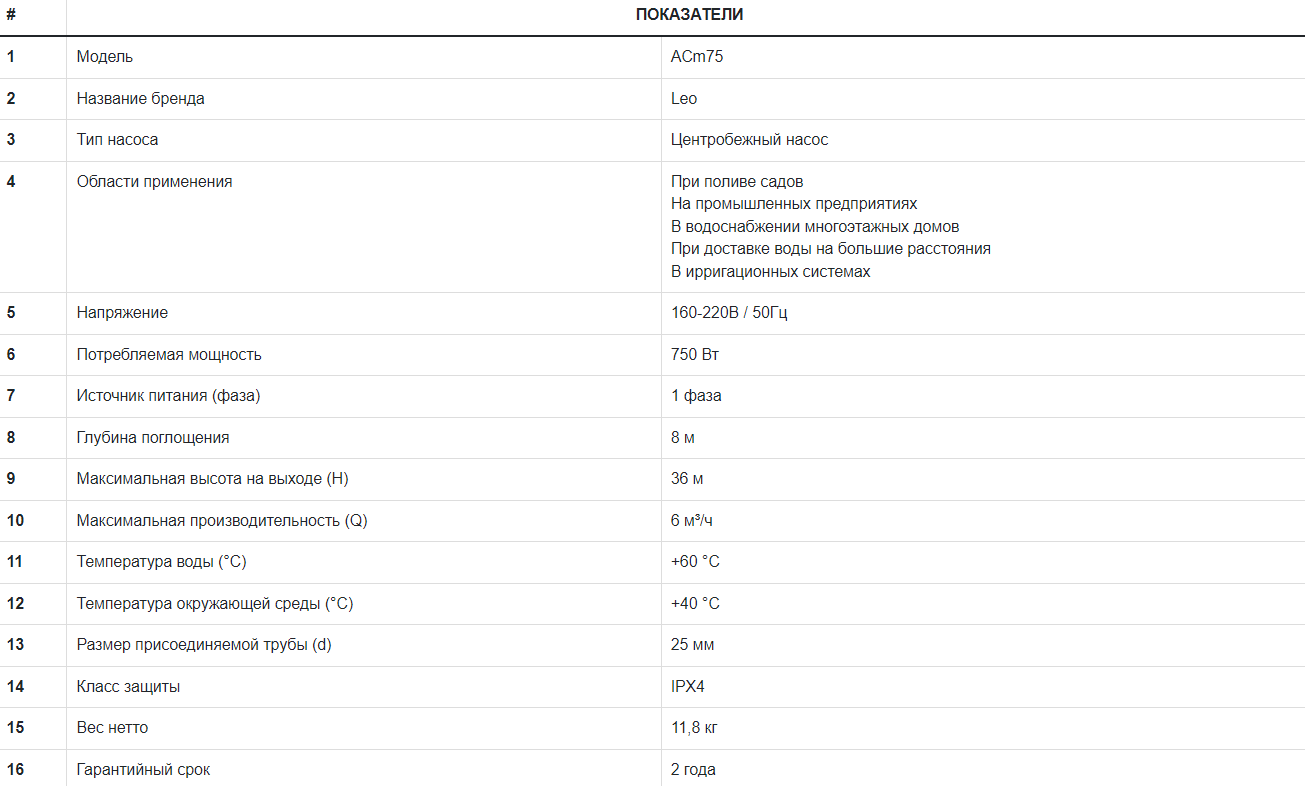 # ПОКАЗАТЕЛИ
1 Модель ACm75
2 Название бренда Leo
3 Тип насоса Центробежный насос
4 Области применения При поливе садов
На промышленных предприятиях
В водоснабжении многоэтажных домов
При доставке воды на большие расстояния
В ирригационных системах
5 Напряжение 160-220В / 50Гц
6 Потребляемая мощность 750 Вт
7 Источник питания (фаза) 1 фаза
8 Глубина поглощения 8 м
9 Максимальная высота на выходе (H) 36 м
10 Максимальная производительность (Q) 6 м³/ч
11 Температура воды (°C) +60 °C
12 Температура окружающей среды (°C) +40 °C
13 Размер присоединяемой трубы (d) 25 мм
14 Класс защиты IPX4
15 Вес нетто 11,8 кг
16 Гарантийный срок 2 года